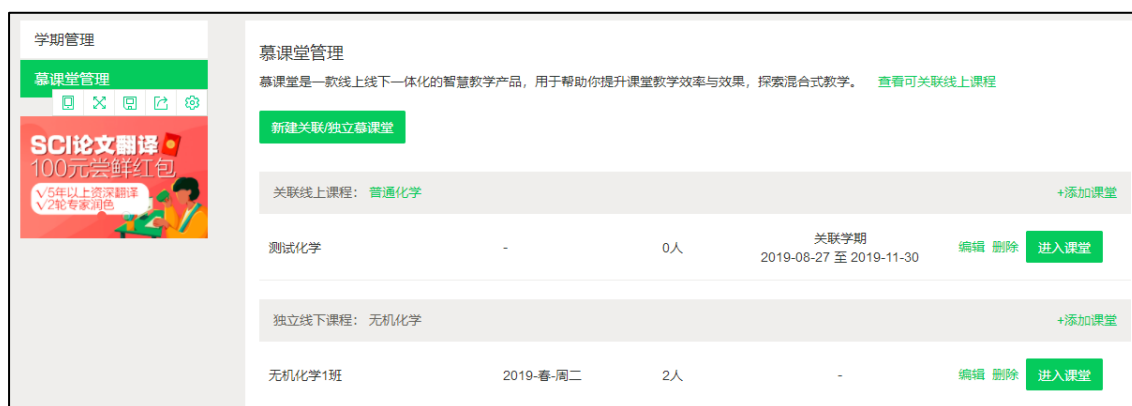 学期管理
慕课堂管理
SCI论文翻译
100元尝鲜红包
√5年以上资深翻译
√2轮专家润色
慕课堂管理
慕课堂是一款线上线下一体化的智慧教学产品，用于帮助你提升课堂教学效率与效果，探索混合式教学。 查看可关联线上课程
新建关联/独立慕课堂
关联线上课程： 普通化学 +添加课堂
测试化学 - 0人 关联学期 编辑 删除 进入课堂
2019-08-27 至 2019-11-30
独立线下课程： 无机化学 +添加课堂
无机化学1班 2019-春-周二 2人 - 编辑 删除 进入课堂